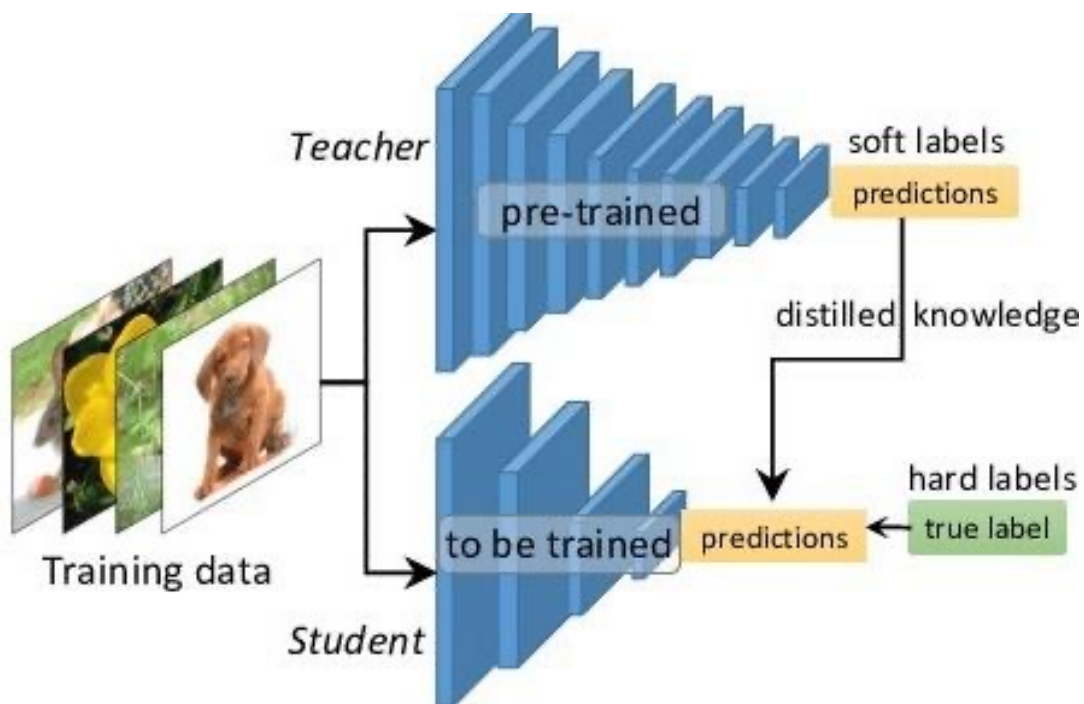 Teacher
pre-trained
soft labels
predictions
distilled knowledge
Training data
to be trained
predictions
hard labels
true label
Student